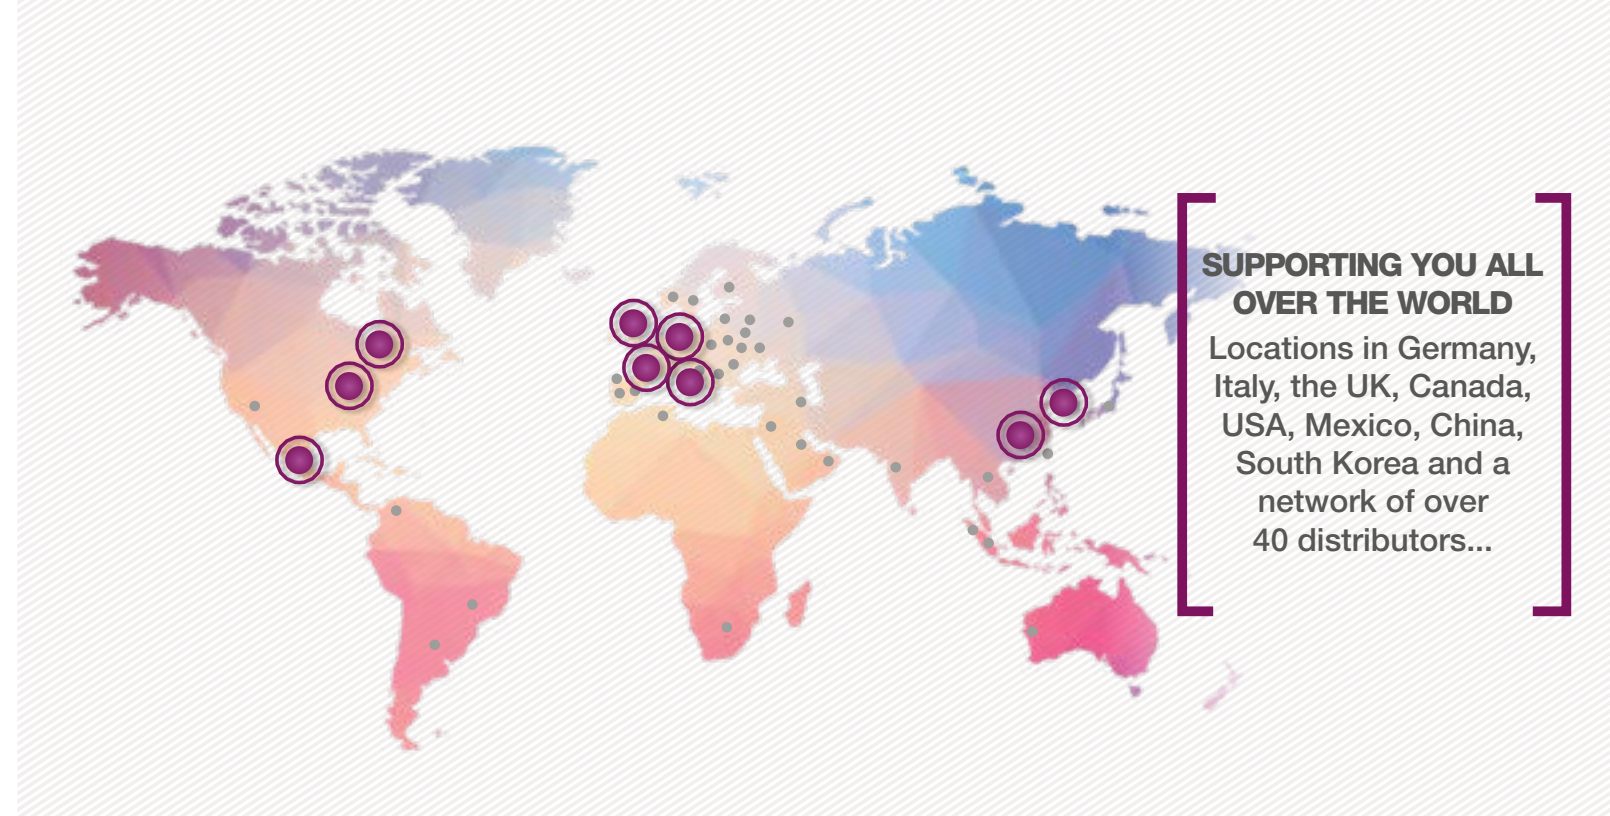 SUPPORTING YOU ALL
OVER THE WORLD
Locations in Germany,
Italy, the UK, Canada,
USA, Mexico, China,
South Korea and a
network of over
40 distributors...